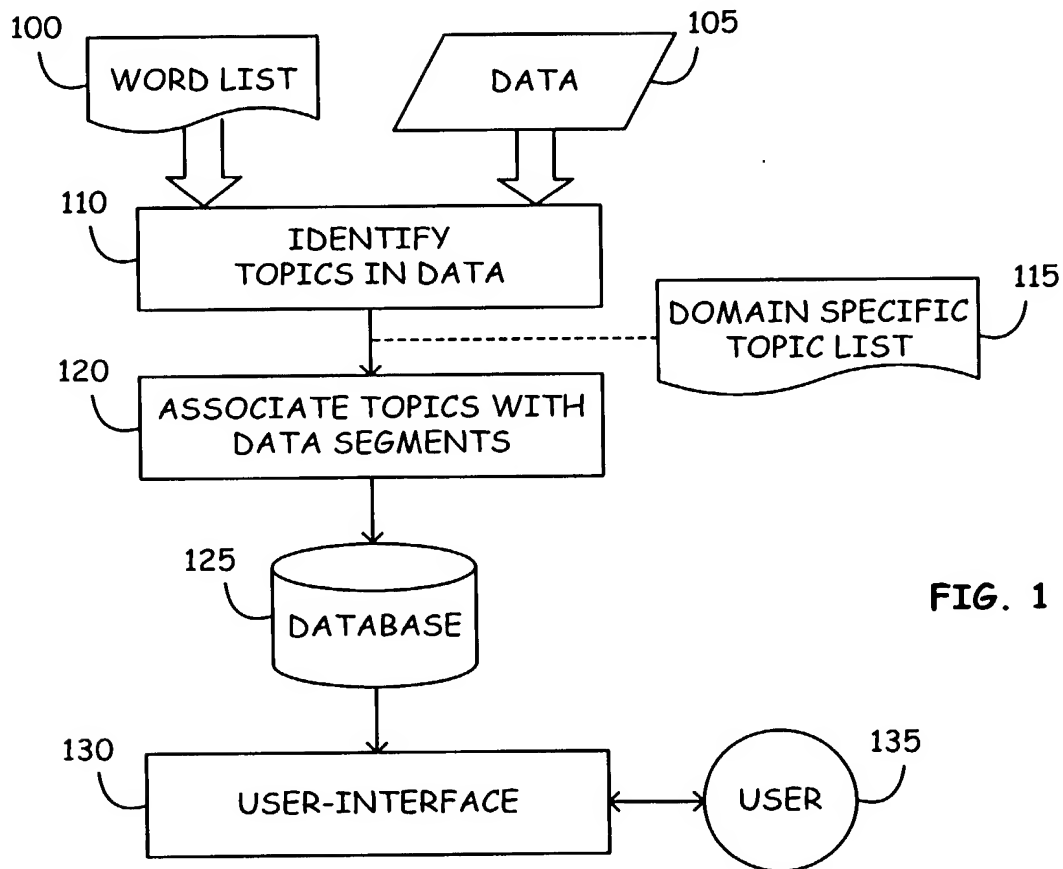 100
WORD LIST
105
DATA
110
IDENTIFY
TOPICS IN DATA
115
DOMAIN SPECIFIC
TOPIC LIST
120
ASSOCIATE TOPICS WITH
DATA SEGMENTS
125
DATABASE
FIG. 1
130
USER-INTERFACE
135
USER